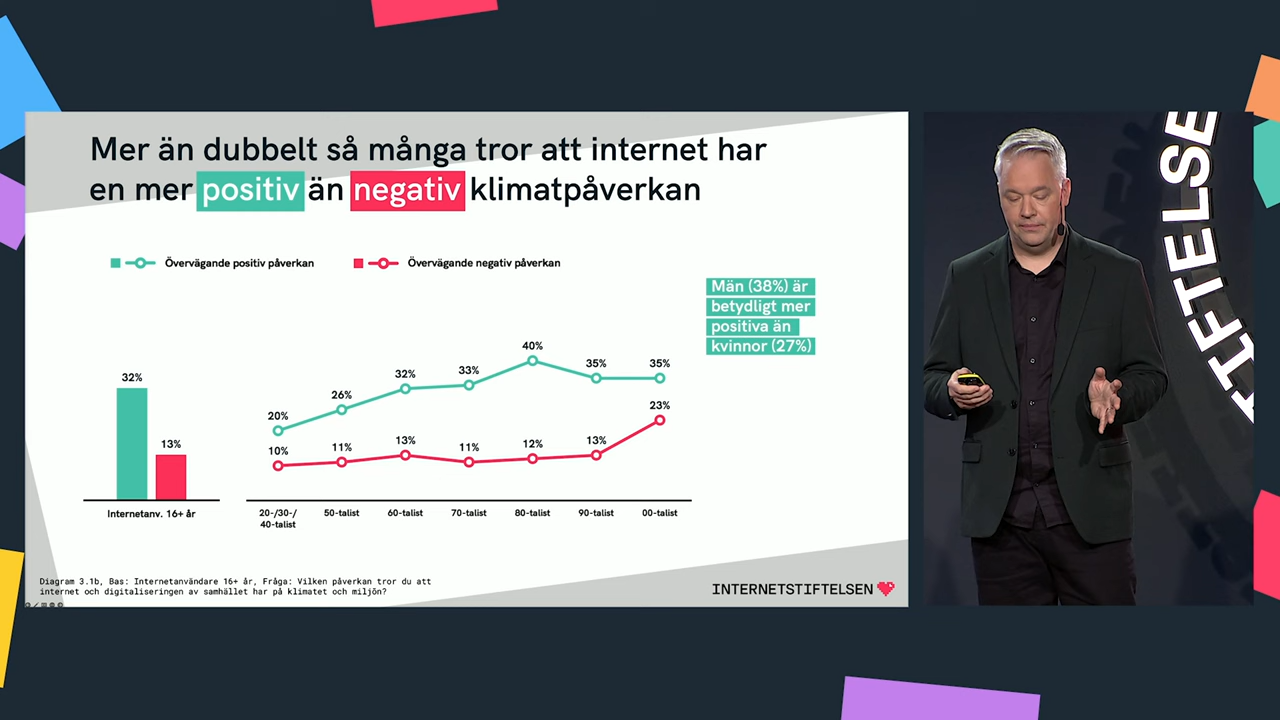 Mer än dubbelt så många tror att internet har
en mer positiv än negativ klimatpåverkan
Övervägande positiv påverkan
Övervägande negativ påverkan
Män (38%) är
betydligt mer
positiva än
kvinnor (27%)
32%
13%
Internetanv. 16+ år
20%
26%
32%
33%
40%
35%
35%
10%
11%
13%
11%
12%
13%
23%
20-/30-/
40-talist
50-talist
60-talist
70-talist
80-talist
90-talist
00-talist
Diagram 3.1b, Bas: Internetanvändare 16+ år, Fråga: Vilken påverkan tror du att
internet och digitaliseringen av samhället har på klimatet och miljön?
INTERNETSTIFTELSEN
TIFTELSE